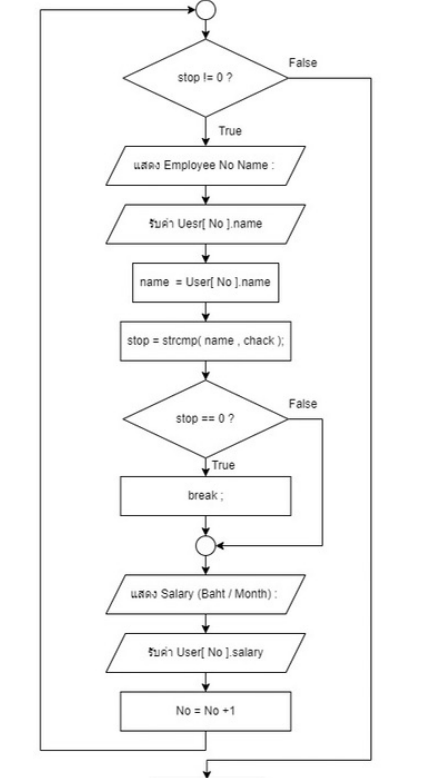 stop != 0 ?
False
True
แสดง Employee No Name :
รับค่า Uesr[ No ].name
name = User[ No ].name
stop = strcmp( name , chack );
stop == 0 ?
False
True
break ;
แสดง Salary (Baht / Month) :
รับค่า User[ No ].salary
No = No +1